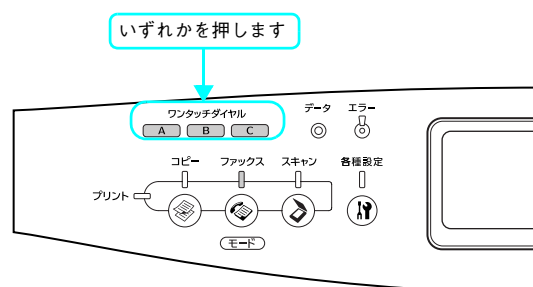 いずれかを押します
ワンタッチダイヤル
データ エラー
A B C
コピー ファックス スキャン 各種設定
プリント
モード